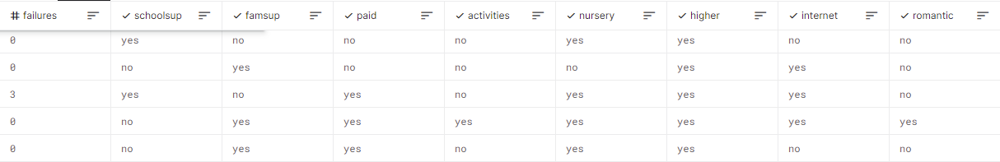 failures schoolsup famsup paid activities nursery higher internet romantic
0 yes no no no yes yes no no
0 no yes no no no yes yes no
3 yes no yes no yes yes yes no
0 no yes yes yes yes yes yes yes
0 no yes yes no yes yes no no